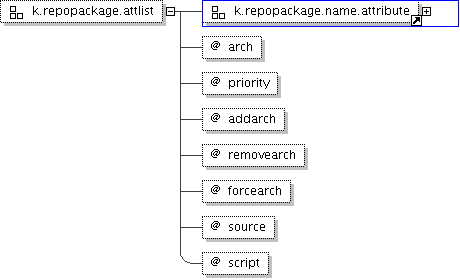 k.repopackage.attlist
k.repopackage.name.attribute
@ arch
@ priority
@ addarch
@ removearch
@ forcearch
@ source
@ script